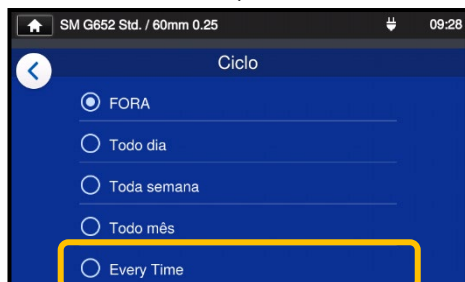 SM G652 Std. / 60mm 0.25 09:28
Ciclo
FORA
Todo dia
Toda semana
Todo mês
Every Time